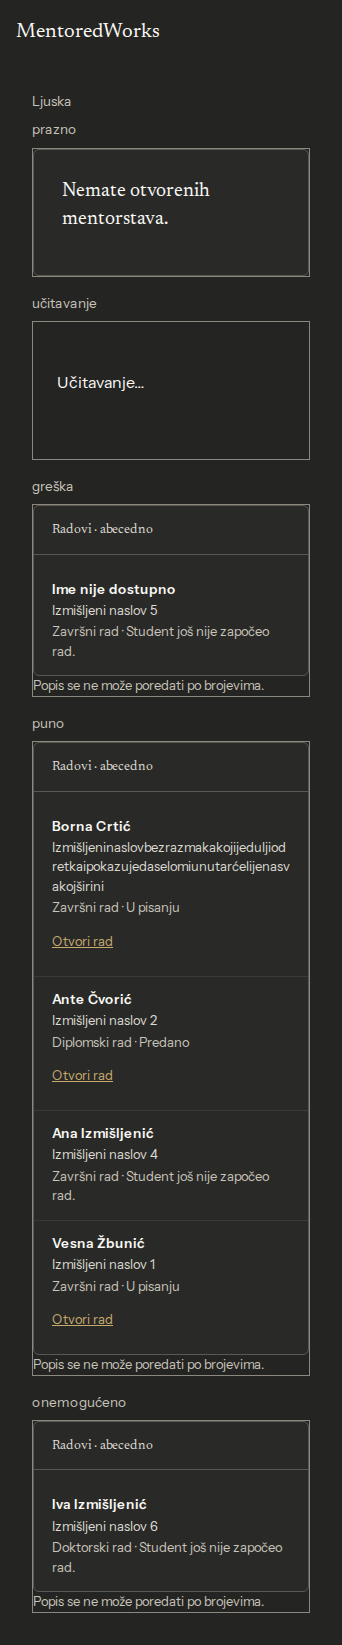 MentoredWorks
Ljuska
prazno
Nemate otvorenih
mentorstava.
učitavanje
Učitavanje...
greška
Radovi · abecedno
Ime nije dostupno
Izmišljeni naslov 5
Završni rad · Student još nije započeo
rad.
Popis se ne može poredati po brojevima.
puno
Radovi · abecedno
Borna Crtić
Izmišljeninaslovbezrazmakakojijeduljiod
retkaipokazujedaselomiunutarćelijenasv
akojširini
Završni rad · U pisanju
Otvori rad
Ante Čvorić
Izmišljeni naslov 2
Diplomski rad · Predano
Otvori rad
Ana Izmišljenić
Izmišljeni naslov 4
Završni rad · Student još nije započeo
rad.
Vesna Žbunić
Izmišljeni naslov 1
Završni rad · U pisanju
Otvori rad
Popis se ne može poredati po brojevima.
onemogućeno
Radovi · abecedno
Iva Izmišljenić
Izmišljeni naslov 6
Doktorski rad · Student još nije započeo
rad.
Popis se ne može poredati po brojevima.